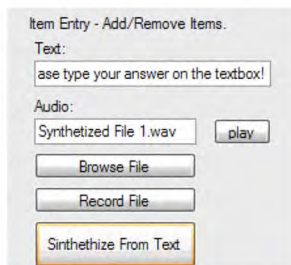 Item Entry - Add/Remove Items.
Text:
ase type your answer on the textbox!
Audio:
Synthetized File 1.wav play
Browse File
Record File
Sinthethize From Text